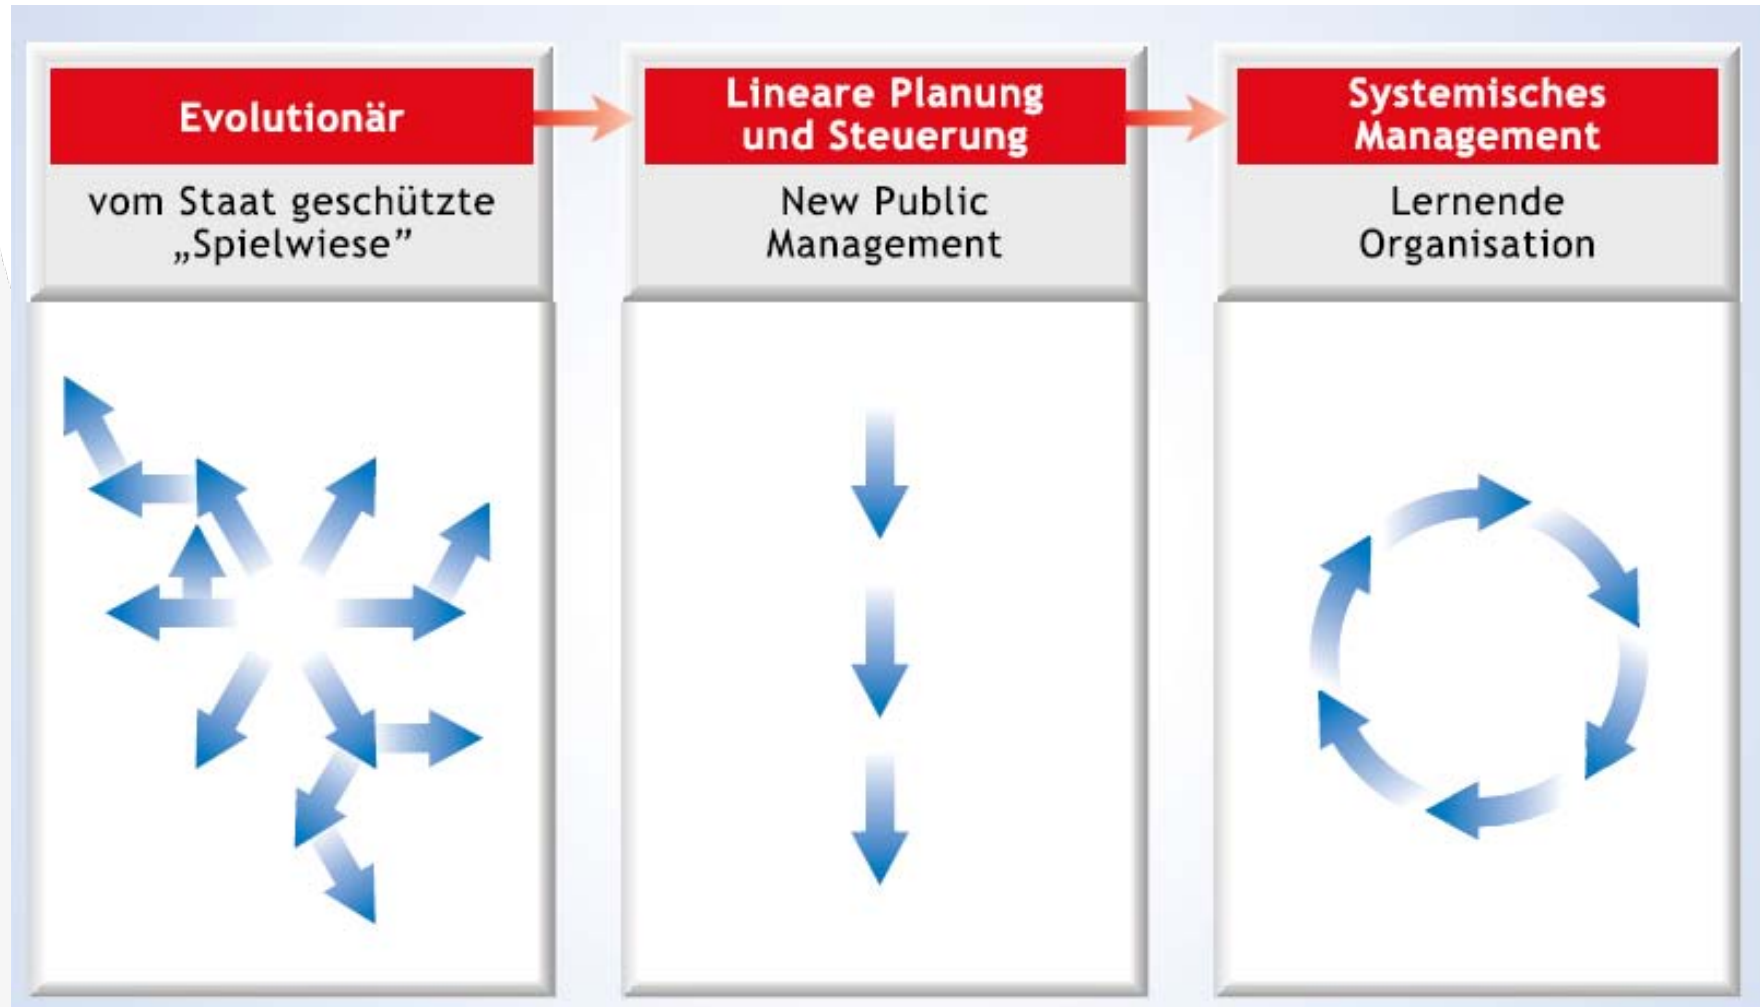 Evolutionär
vom Staat geschützte
„Spielwiese”
Lineare Planung
und Steuerung
New Public
Management
Systemisches
Management
Lernende
Organisation